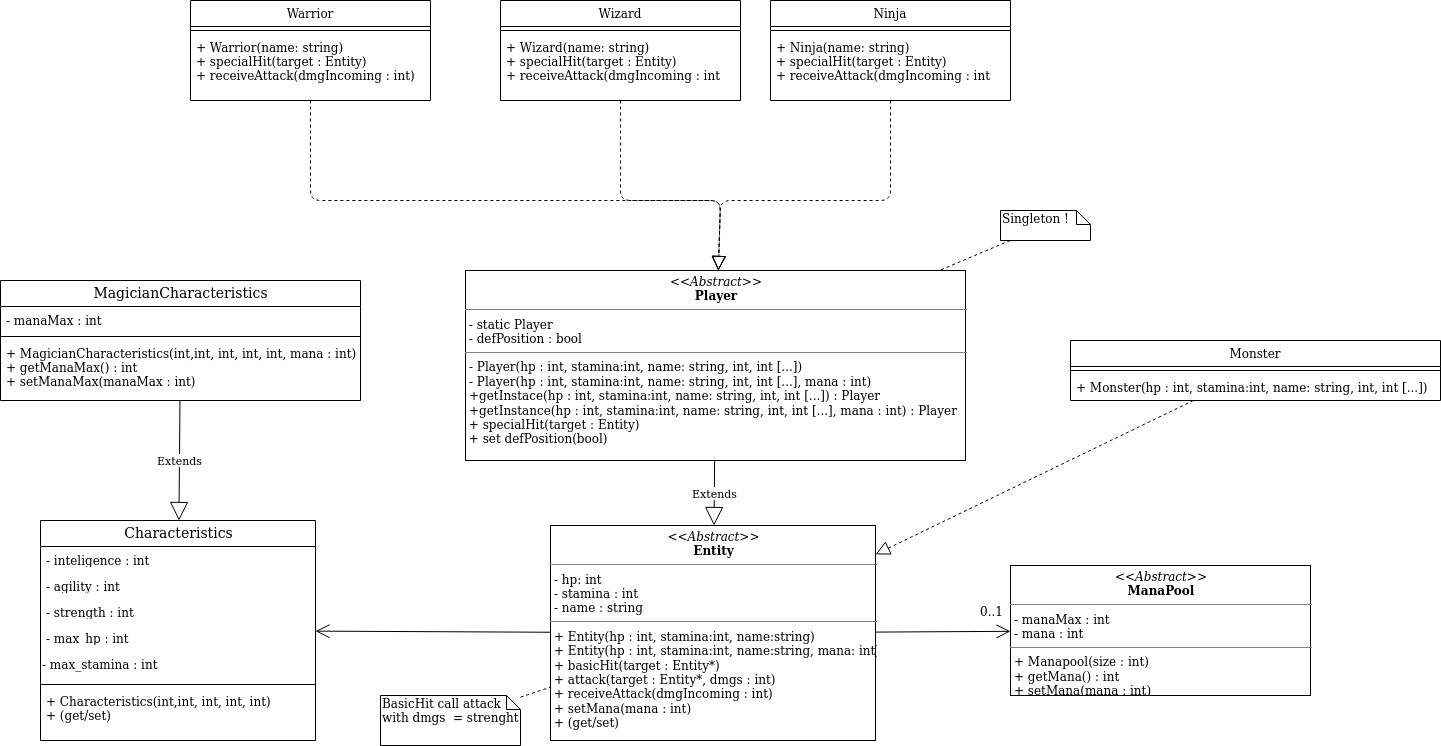 Warrior
+ Warrior(name: string)
+ specialHit(target : Entity)
+ receiveAttack(dmgIncoming : int)
Wizard
+ Wizard(name: string)
+ specialHit(target : Entity)
+ receiveAttack(dmgIncoming : int
Ninja
+ Ninja(name: string)
+ specialHit(target : Entity)
+ receiveAttack(dmgIncoming : int
Singleton !
<<Abstract>>
Player
- static Player
- defPosition : bool
- Player(hp : int, stamina:int, name: string, int, int [...])
- Player(hp : int, stamina:int, name: string, int, int [...], mana : int)
+getInstace(hp : int, stamina:int, name: string, int, int [...]) : Player
+getInstance(hp : int, stamina:int, name: string, int, int [...], mana : int) : Player
+ specialHit(target : Entity)
+ set defPosition(bool)
MagicianCharacteristics
- manaMax : int
+ MagicianCharacteristics(int,int, int, int, int, mana : int)
+ getManaMax() : int
+ setManaMax(manaMax : int)
Monster
+ Monster(hp : int, stamina:int, name: string, int, int [...])
Extends
Extends
Characteristics
- inteligence : int
- agility : int
- strength : int
- max_hp : int
- max_stamina : int
+ Characteristics(int,int, int, int, int)
+ (get/set)
<<Abstract>>
Entity
- hp: int
- stamina : int
- name : string
+ Entity(hp : int, stamina:int, name:string)
+ Entity(hp : int, stamina:int, name:string, mana: int
+ basicHit(target : Entity*)
+ attack(target : Entity*, dmgs : int)
+ receiveAttack(dmgIncoming : int)
+ setMana(mana : int)
+ (get/set)
BasicHit call attack
with dmgs = strenght
0..1
<<Abstract>>
ManaPool
- manaMax : int
- mana : int
+ Manapool(size : int)
+ getMana() : int
+ setMana(mana : int)